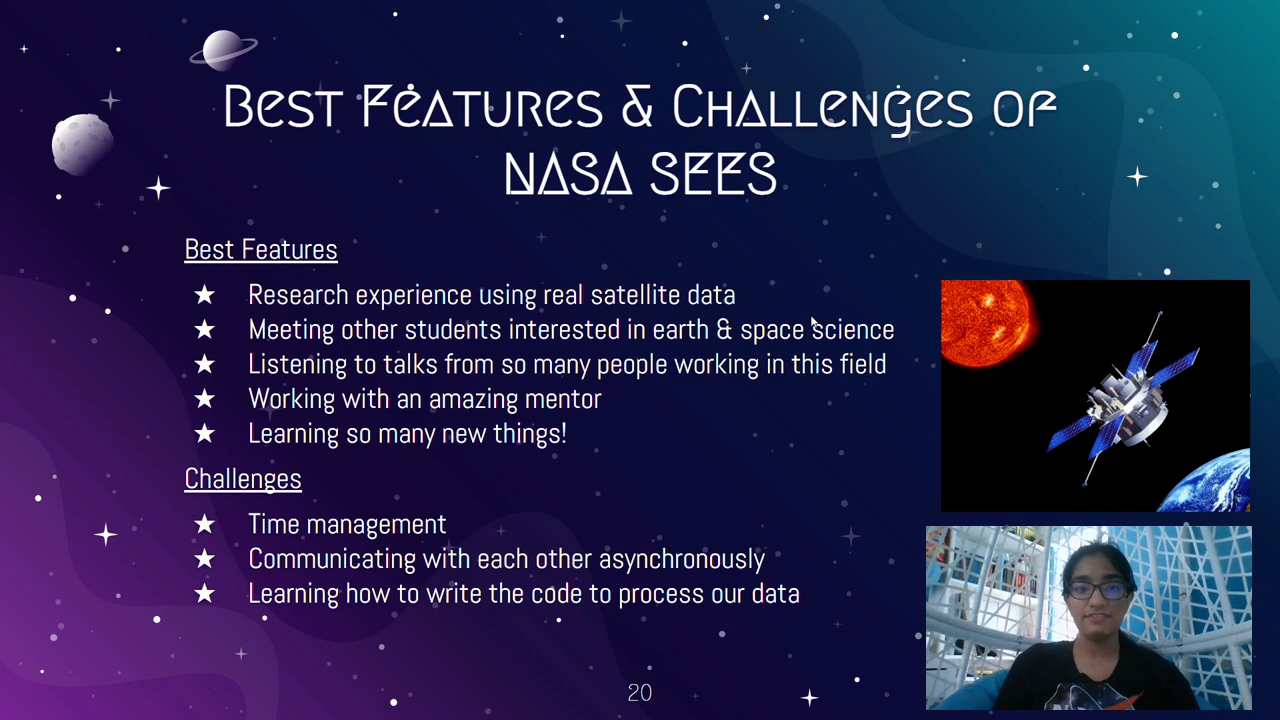 Best Features & Challenges of
NASA SEES
Best Features
★ Research experience using real satellite data
★ Meeting other students interested in earth & space science
★ Listening to talks from so many people working in this field
★ Working with an amazing mentor
★ Learning so many new things!
Challenges
★ Time management
★ Communicating with each other asynchronously
★ Learning how to write the code to process our data
20